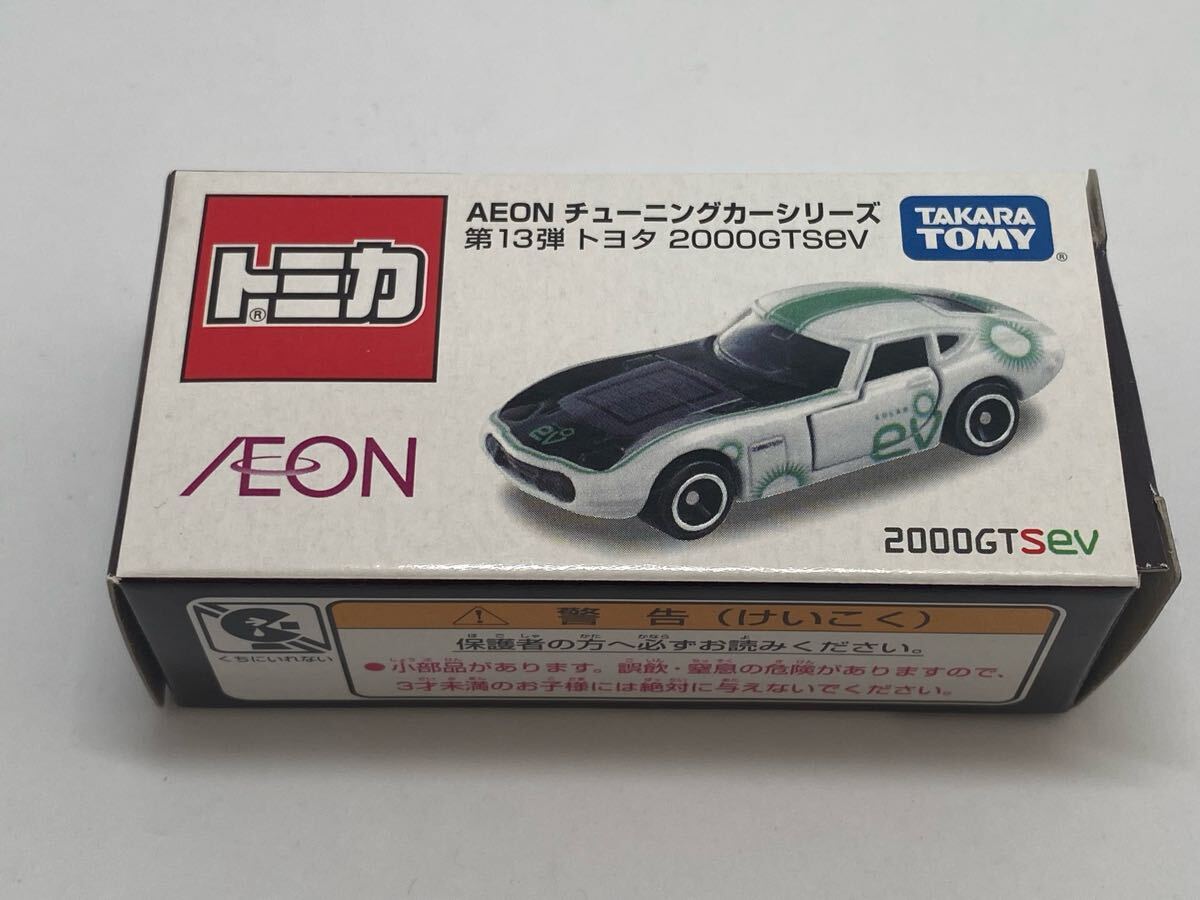 トミカ
®
AEON チューニングカーシリーズ
第13弾 トヨタ 2000GTSeV
TAKARA
TOMY
®
AEON
ev
SOLAR
ev
2000GTSev
くちにいれない
警告(けいこく)
保護者の方へ必ずお読みください。
●小部品があります。誤飲・窒息の危険がありますので、
3才未満のお子様には絶対に与えないでください。